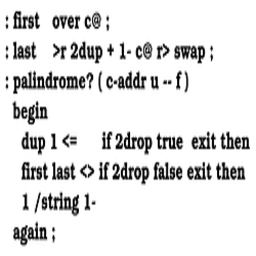 : first over c@ ;
: last >r 2dup + 1- c@ r> swap ;
: palindrome? ( c-addr u -- f )
begin
dup 1 <= if 2drop true exit then
first last <> if 2drop false exit then
1 /string 1-
again ;